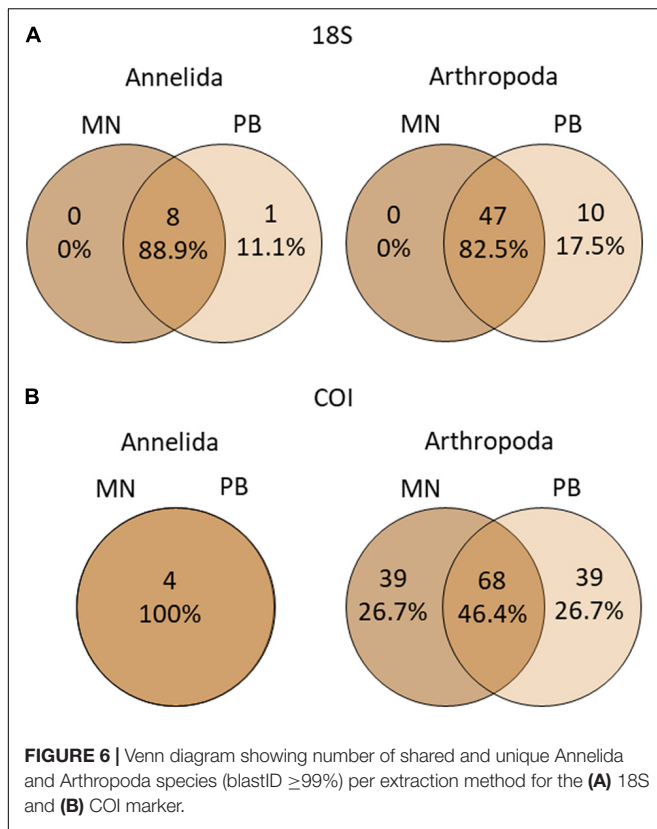 A
18S
Annelida Arthropoda
MN PB MN PB
0 8 1 0 47 10
0% 88.9% 11.1% 0% 82.5% 17.5%
B
COI
Annelida Arthropoda
MN PB MN PB
4 39 68 39
100% 26.7% 46.4% 26.7%
FIGURE 6 | Venn diagram showing number of shared and unique Annelida
and Arthropoda species (blastID ≥99%) per extraction method for the (A) 18S
and (B) COI marker.